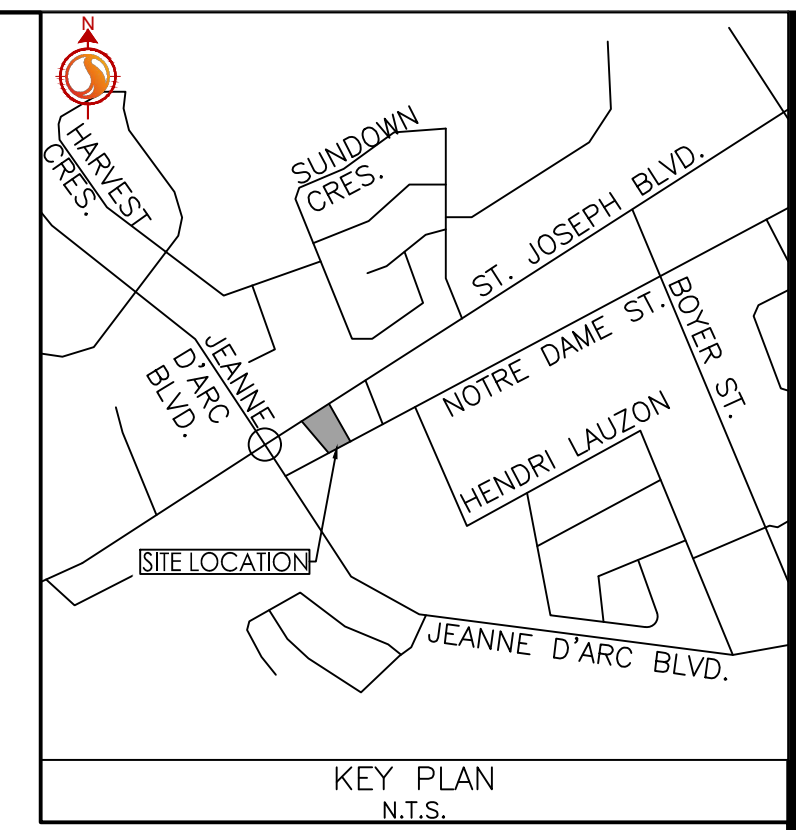 N
HARVEST
CRES.
SUNDOWN
CRES.
ST. JOSEPH BLVD.
JEANNE
D'ARC
BLVD.
NOTRE DAME ST.
BOYER ST.
HENDRI LAUZON
SITE LOCATION
JEANNE D'ARC BLVD.
KEY PLAN
N.T.S.